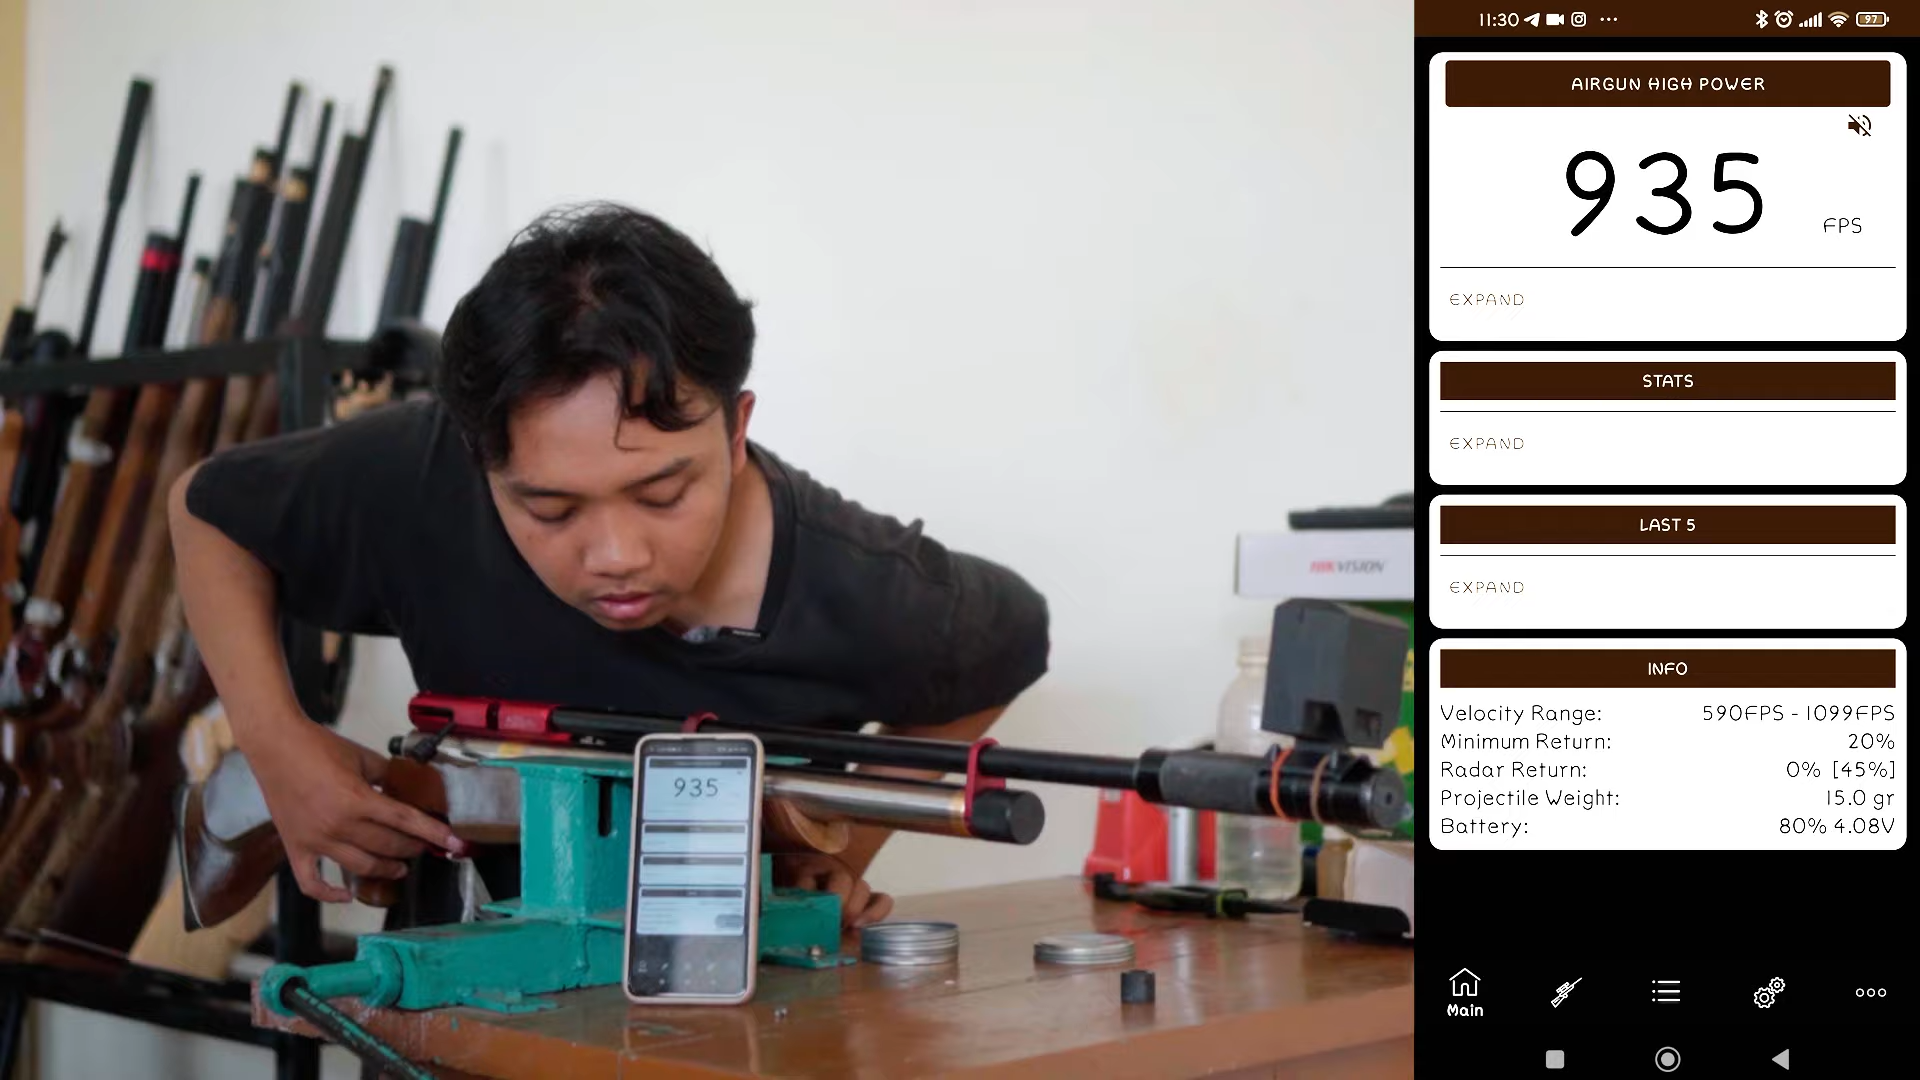 11:30
97
AIRGUN HIGH POWER
935
FPS
EXPAND
STATS
EXPAND
LAST 5
EXPAND
INFO
Velocity Range: 590FPS - 1099FPS
Minimum Return: 20%
Radar Return: 0% [45%]
Projectile Weight: 15.0 gr
Battery: 80% 4.08V
Main
HIKVISION
935